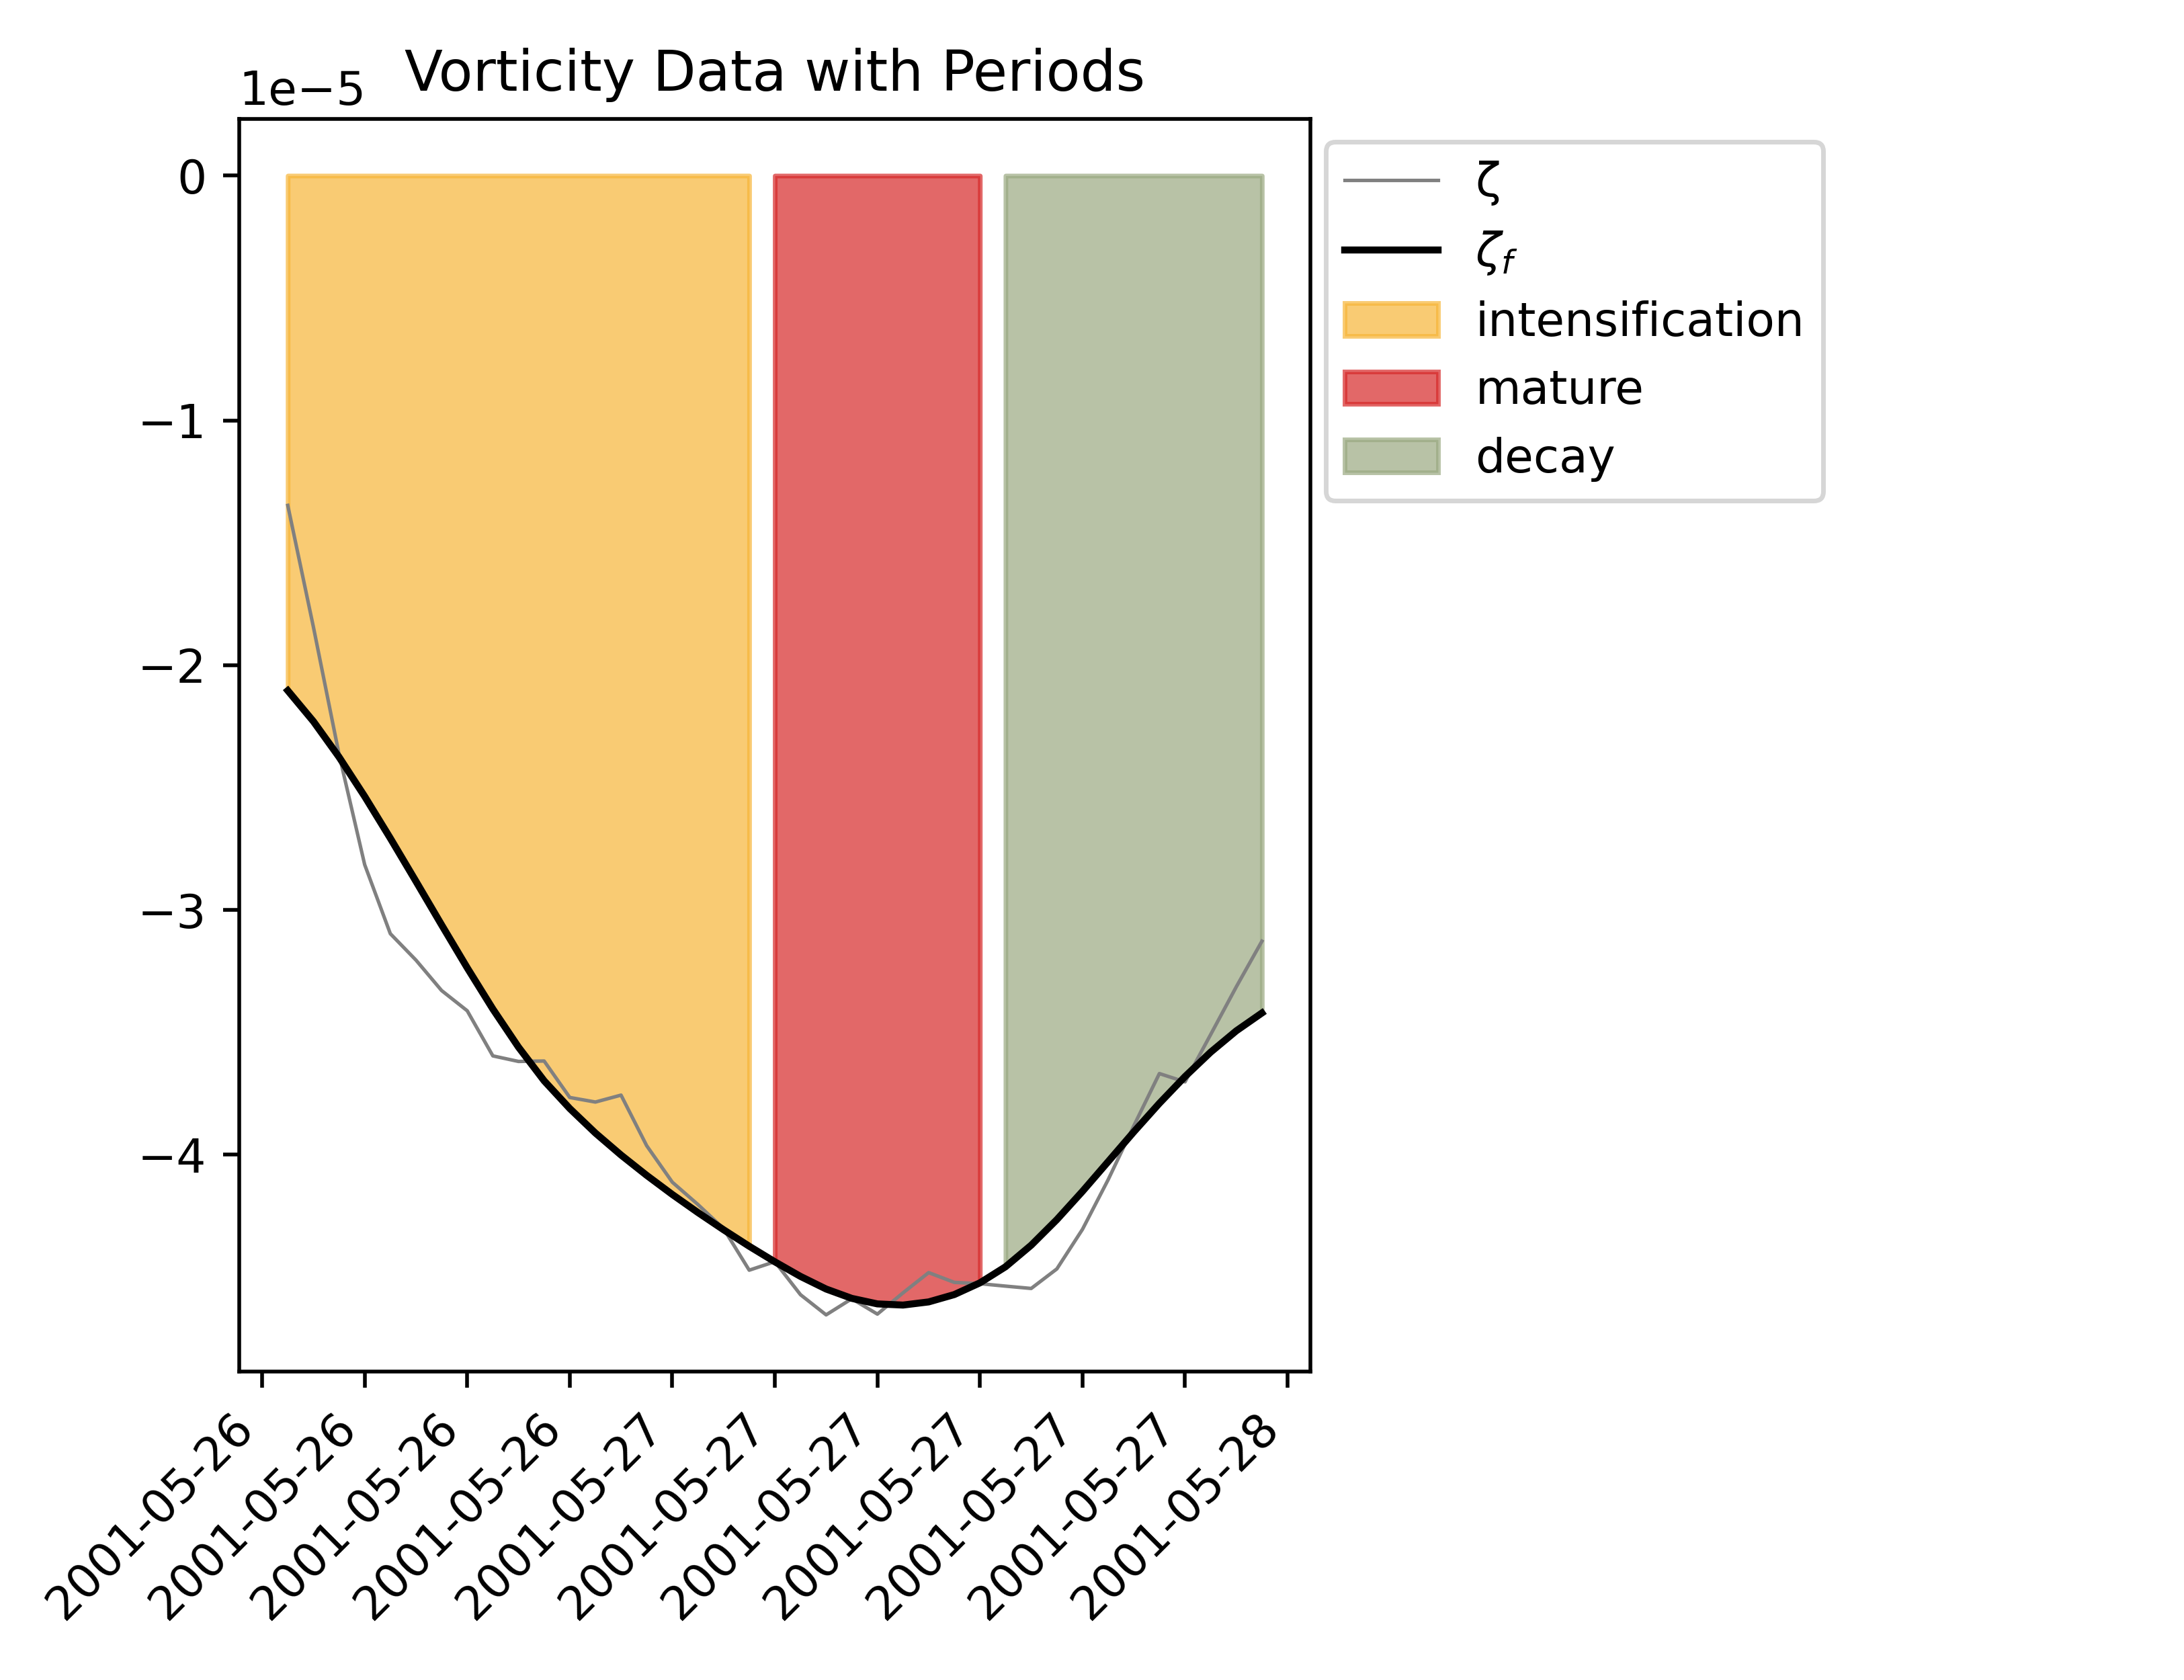 Vorticity Data with Periods
1e−5
0
−1
−2
−3
−4
2001-05-26
2001-05-26
2001-05-26
2001-05-26
2001-05-27
2001-05-27
2001-05-27
2001-05-27
2001-05-27
2001-05-27
2001-05-28
ζ
ζf
intensification
mature
decay